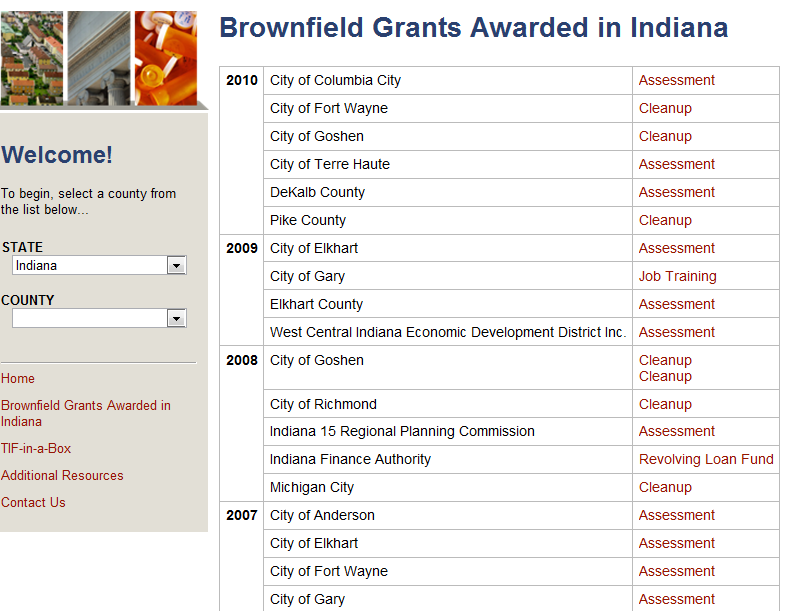 Brownfield Grants Awarded in Indiana
Welcome!
To begin, select a county from
the list below...
STATE
Indiana
COUNTY
Home
Brownfield Grants Awarded in
Indiana
TIF-in-a-Box
Additional Resources
Contact Us
2010 City of Columbia City Assessment
City of Fort Wayne Cleanup
City of Goshen Cleanup
City of Terre Haute Assessment
DeKalb County Assessment
Pike County Cleanup
2009 City of Elkhart Assessment
City of Gary Job Training
Elkhart County Assessment
West Central Indiana Economic Development District Inc. Assessment
2008 City of Goshen Cleanup
Cleanup
City of Richmond Cleanup
Indiana 15 Regional Planning Commission Assessment
Indiana Finance Authority Revolving Loan Fund
Michigan City Cleanup
2007 City of Anderson Assessment
City of Elkhart Assessment
City of Fort Wayne Assessment
City of Gary Assessment